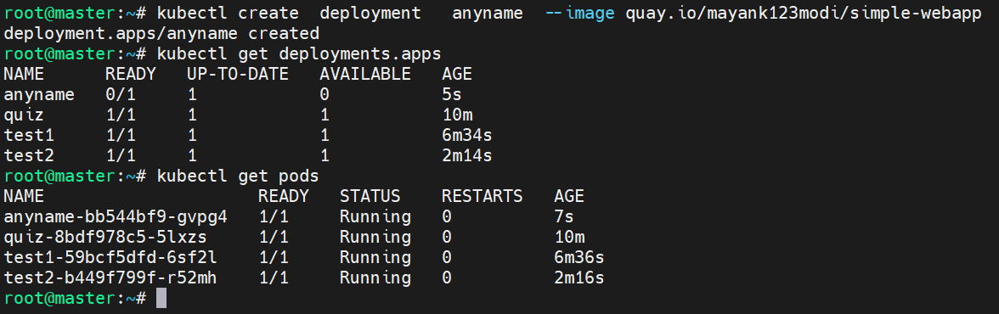 root@master:~# kubectl create  deployment   anyname  --image quay.io/mayank123modi/simple-webapp
deployment.apps/anyname created
root@master:~# kubectl get deployments.apps
NAME      READY   UP-TO-DATE   AVAILABLE   AGE
anyname   0/1     1            0           5s
quiz      1/1     1            1           10m
test1     1/1     1            1           6m34s
test2     1/1     1            1           2m14s
root@master:~# kubectl get pods
NAME                     READY   STATUS    RESTARTS   AGE
anyname-bb544bf9-gvpg4   1/1     Running   0          7s
quiz-8bdf978c5-5lxzs     1/1     Running   0          10m
test1-59bcf5dfd-6sf2l    1/1     Running   0          6m36s
test2-b449f799f-r52mh    1/1     Running   0          2m16s
root@master:~#